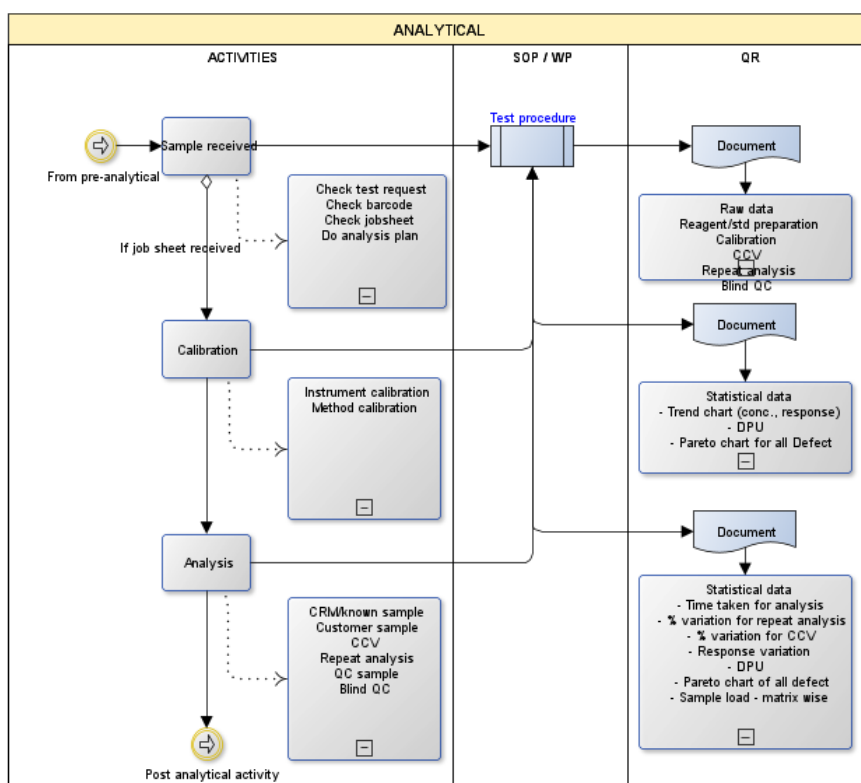 ANALYTICAL
ACTIVITIES
SOP / WP
QR
From pre-analytical
Sample received
Test procedure
Document
Check test request
Check barcode
Check jobsheet
Do analysis plan
If job sheet received
Raw data
Reagent/std preparation
Calibration
CCV
Repeat analysis
Blind QC
Calibration
Document
Instrument calibration
Method calibration
Statistical data
- Trend chart (conc., response)
- DPU
- Pareto chart for all Defect
Analysis
Document
CRM/known sample
Customer sample
CCV
Repeat analysis
QC sample
Blind QC
Statistical data
- Time taken for analysis
- % variation for repeat analysis
- % variation for CCV
- Response variation
- DPU
- Pareto chart of all defect
- Sample load - matrix wise
Post analytical activity